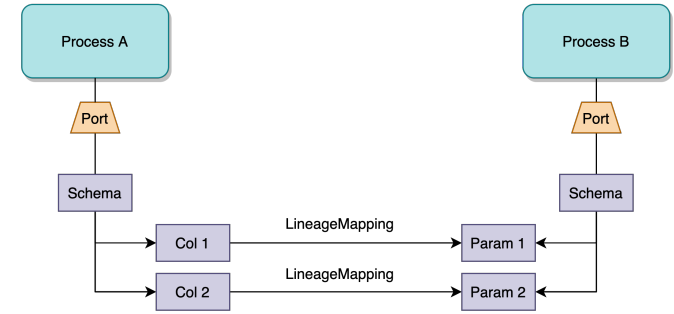 Process A
Process B
Port
Port
Schema
Schema
LineageMapping
Col 1
Param 1
LineageMapping
Col 2
Param 2